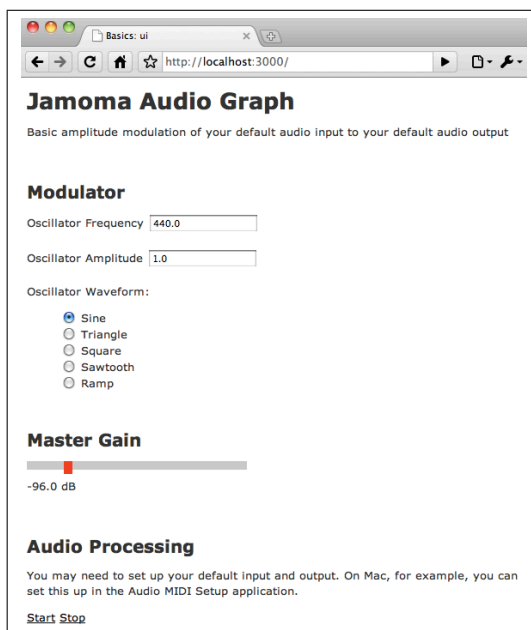 Basics: ui
http://localhost:3000/
Jamoma Audio Graph
Basic amplitude modulation of your default audio input to your default audio output
Modulator
Oscillator Frequency 440.0
Oscillator Amplitude 1.0
Oscillator Waveform:
Sine
Triangle
Square
Sawtooth
Ramp
Master Gain
-96.0 dB
Audio Processing
You may need to set up your default input and output. On Mac, for example, you can
set this up in the Audio MIDI Setup application.
Start Stop